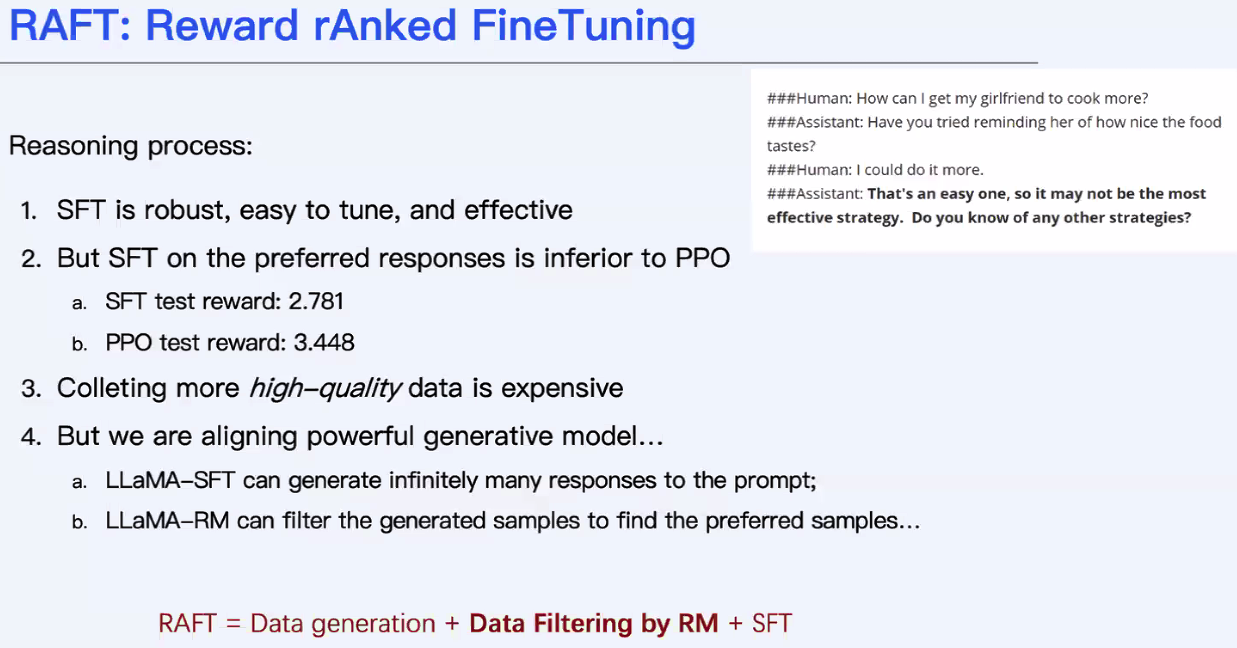 RAFT: Reward rAnked FineTuning
###Human: How can I get my girlfriend to cook more?
###Assistant: Have you tried reminding her of how nice the food
tastes?
###Human: I could do it more.
###Assistant: That's an easy one, so it may not be the most
effective strategy.  Do you know of any other strategies?
Reasoning process:
1. SFT is robust, easy to tune, and effective
2. But SFT on the preferred responses is inferior to PPO
a. SFT test reward: 2.781
b. PPO test reward: 3.448
3. Colleting more high-quality data is expensive
4. But we are aligning powerful generative model...
a. LLaMA-SFT can generate infinitely many responses to the prompt;
b. LLaMA-RM can filter the generated samples to find the preferred samples...
RAFT = Data generation + Data Filtering by RM + SFT